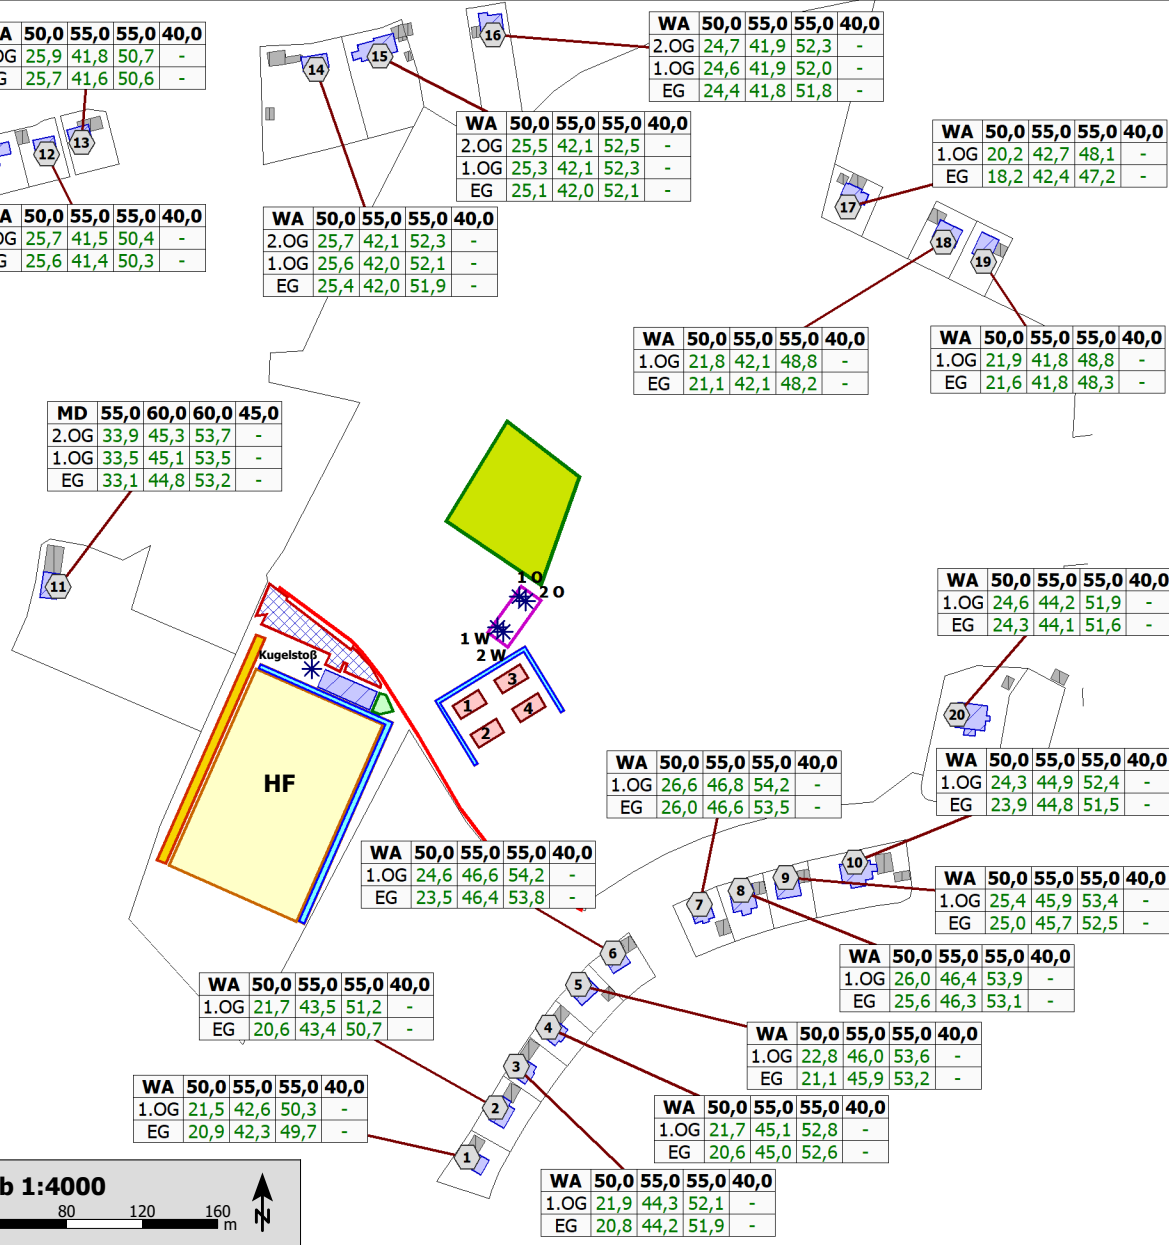 A 50,0 55,0 55,0 40,0
OG 25,9 41,8 50,7 -
G 25,7 41,6 50,6 -
16
WA 50,0 55,0 55,0 40,0
2.OG 24,7 41,9 52,3 -
1.OG 24,6 41,9 52,0 -
EG 24,4 41,8 51,8 -
15
14
13
12
WA 50,0 55,0 55,0 40,0
2.OG 25,5 42,1 52,5 -
1.OG 25,3 42,1 52,3 -
EG 25,1 42,0 52,1 -
WA 50,0 55,0 55,0 40,0
1.OG 20,2 42,7 48,1 -
EG 18,2 42,4 47,2 -
17
18
19
A 50,0 55,0 55,0 40,0
OG 25,7 41,5 50,4 -
G 25,6 41,4 50,3 -
WA 50,0 55,0 55,0 40,0
2.OG 25,7 42,1 52,3 -
1.OG 25,6 42,0 52,1 -
EG 25,4 42,0 51,9 -
WA 50,0 55,0 55,0 40,0
1.OG 21,8 42,1 48,8 -
EG 21,1 42,1 48,2 -
WA 50,0 55,0 55,0 40,0
1.OG 21,9 41,8 48,8 -
EG 21,6 41,8 48,3 -
MD 55,0 60,0 60,0 45,0
2.OG 33,9 45,3 53,7 -
1.OG 33,5 45,1 53,5 -
EG 33,1 44,8 53,2 -
11
1 O
2 O
1 W
2 W
WA 50,0 55,0 55,0 40,0
1.OG 24,6 44,2 51,9 -
EG 24,3 44,1 51,6 -
Kugelstoß
3
1
4
2
20
HF
WA 50,0 55,0 55,0 40,0
1.OG 26,6 46,8 54,2 -
EG 26,0 46,6 53,5 -
WA 50,0 55,0 55,0 40,0
1.OG 24,3 44,9 52,4 -
EG 23,9 44,8 51,5 -
WA 50,0 55,0 55,0 40,0
1.OG 24,6 46,6 54,2 -
EG 23,5 46,4 53,8 -
10
9
8
7
WA 50,0 55,0 55,0 40,0
1.OG 25,4 45,9 53,4 -
EG 25,0 45,7 52,5 -
6
5
4
3
2
1
WA 50,0 55,0 55,0 40,0
1.OG 26,0 46,4 53,9 -
EG 25,6 46,3 53,1 -
WA 50,0 55,0 55,0 40,0
1.OG 21,7 43,5 51,2 -
EG 20,6 43,4 50,7 -
WA 50,0 55,0 55,0 40,0
1.OG 22,8 46,0 53,6 -
EG 21,1 45,9 53,2 -
WA 50,0 55,0 55,0 40,0
1.OG 21,5 42,6 50,3 -
EG 20,9 42,3 49,7 -
WA 50,0 55,0 55,0 40,0
1.OG 21,7 45,1 52,8 -
EG 20,6 45,0 52,6 -
WA 50,0 55,0 55,0 40,0
1.OG 21,9 44,3 52,1 -
EG 20,8 44,2 51,9 -
b 1:4000
80 120 160
m
N